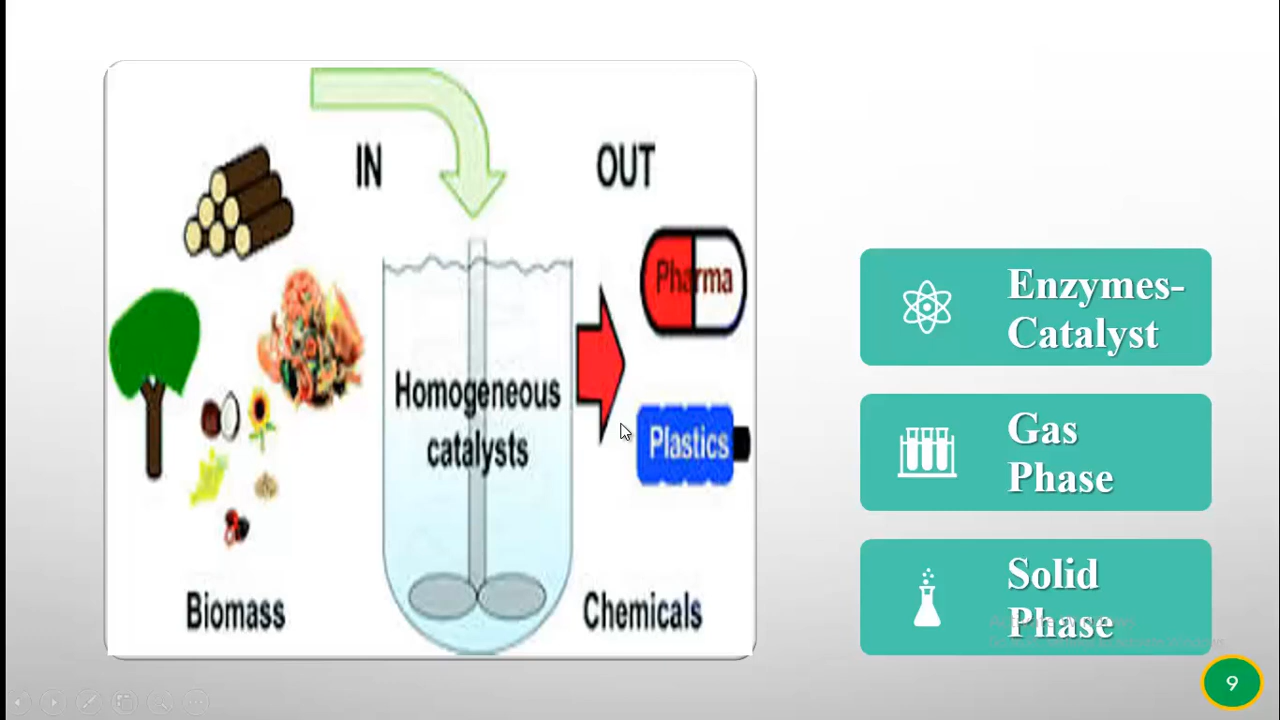 IN
OUT
Pharma
Homogeneous
catalysts
Plastics
Biomass
Chemicals
Enzymes-
Catalyst
Gas
Phase
Solid
Phase
9